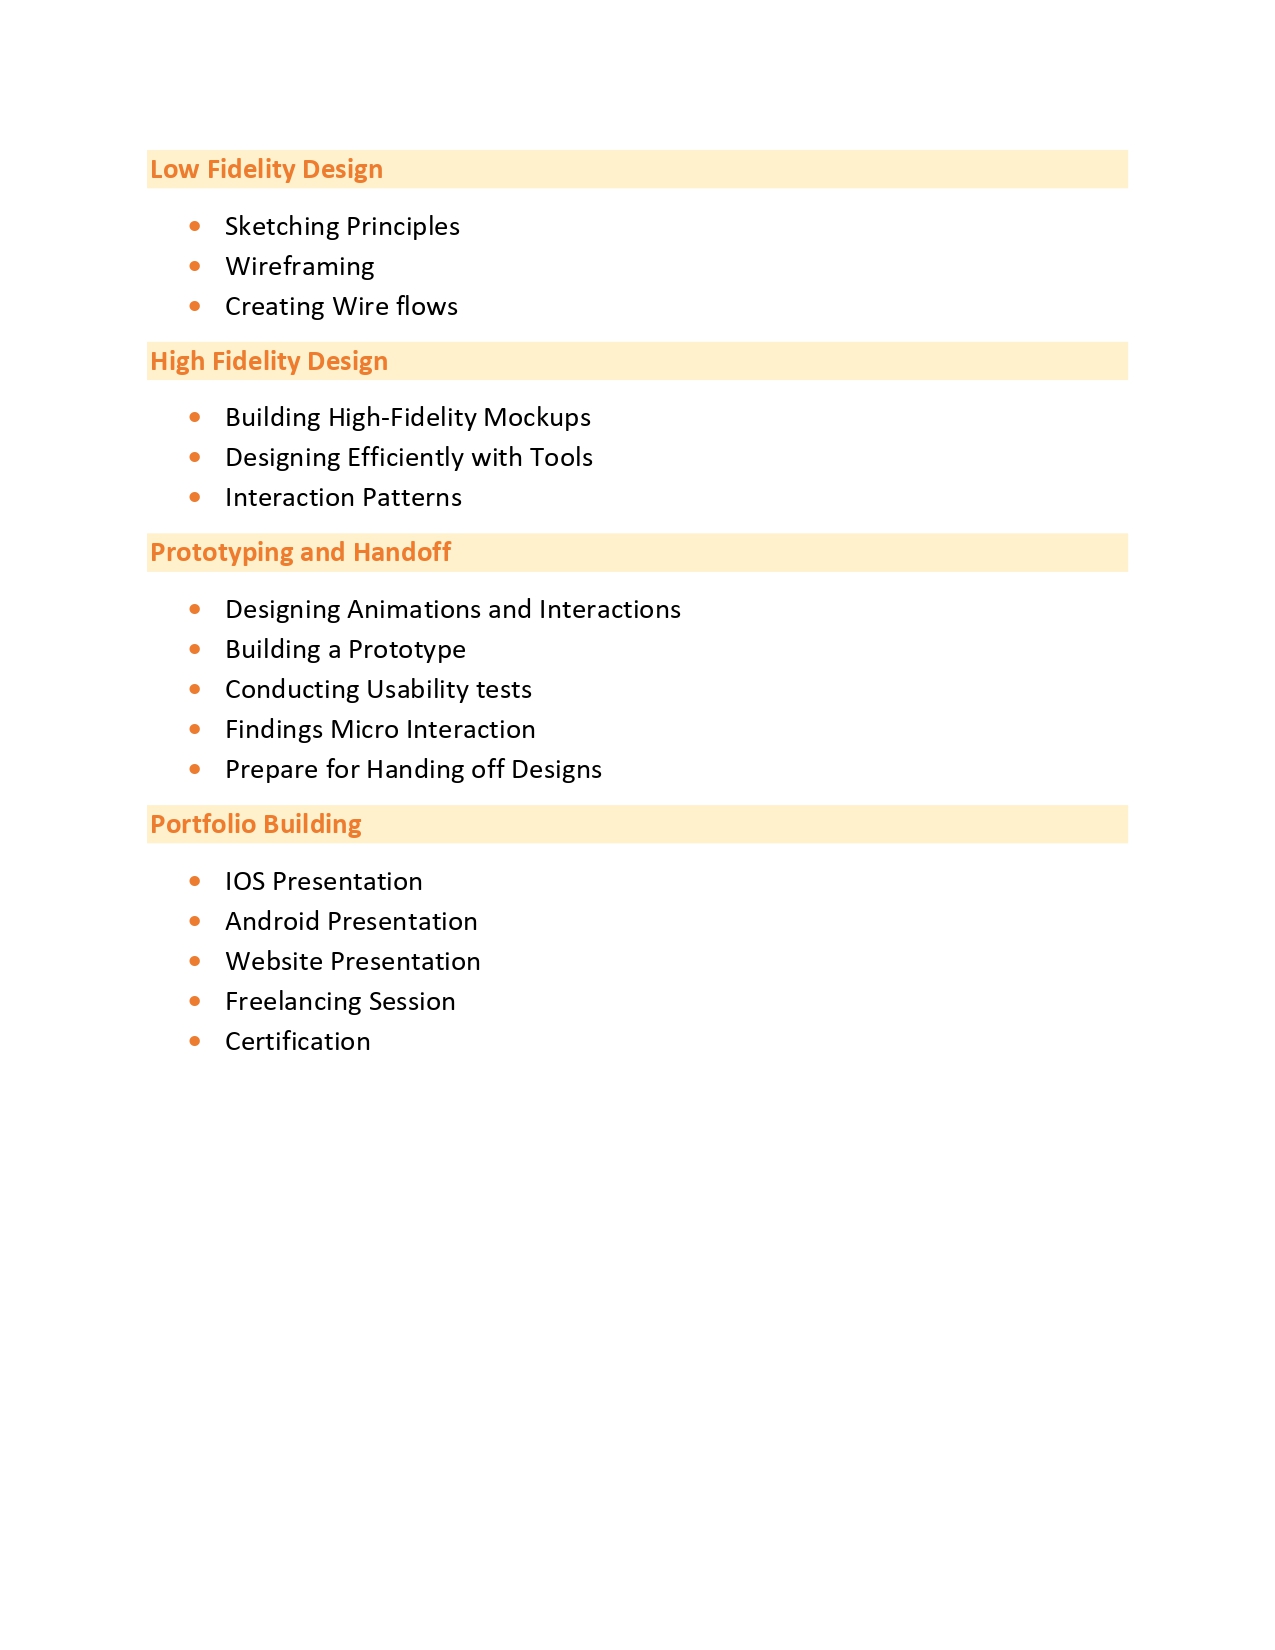 Low Fidelity Design
Sketching Principles
Wireframing
Creating Wire flows
High Fidelity Design
Building High-Fidelity Mockups
Designing Efficiently with Tools
Interaction Patterns
Prototyping and Handoff
Designing Animations and Interactions
Building a Prototype
Conducting Usability tests
Findings Micro Interaction
Prepare for Handing off Designs
Portfolio Building
IOS Presentation
Android Presentation
Website Presentation
Freelancing Session
Certification